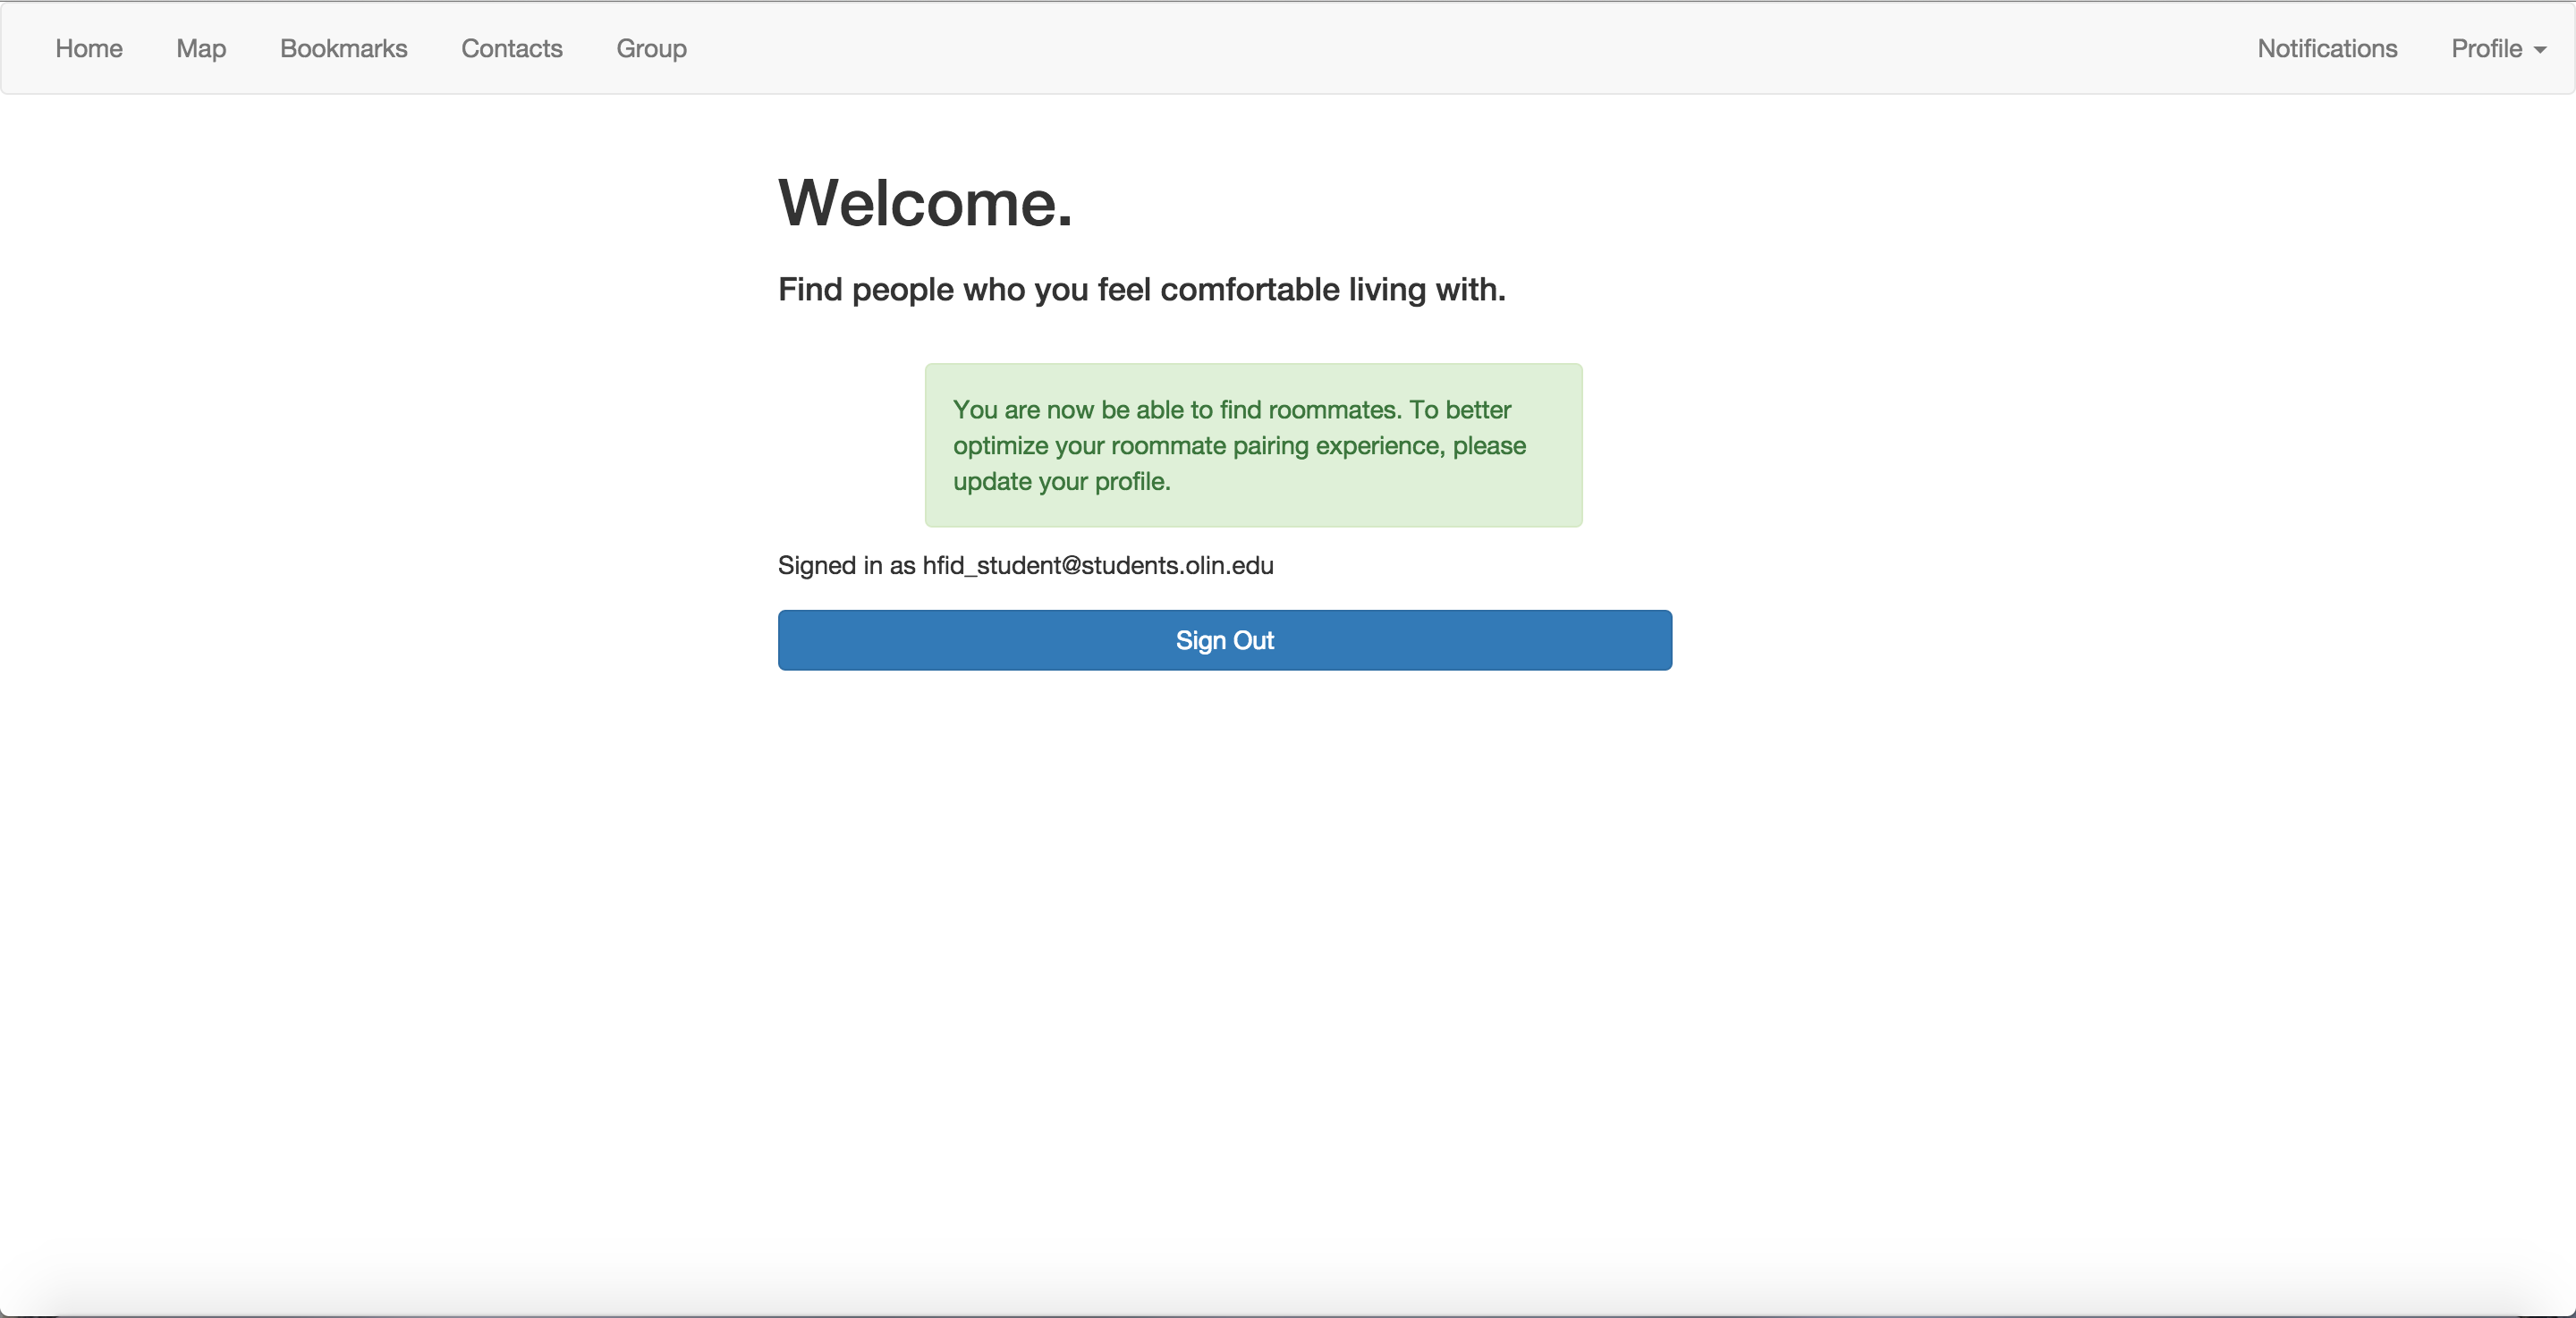 Home Map Bookmarks Contacts Group Notifications Profile
Welcome.
Find people who you feel comfortable living with.
You are now be able to find roommates. To better
optimize your roommate pairing experience, please
update your profile.
Signed in as hfid_student@students.olin.edu
Sign Out